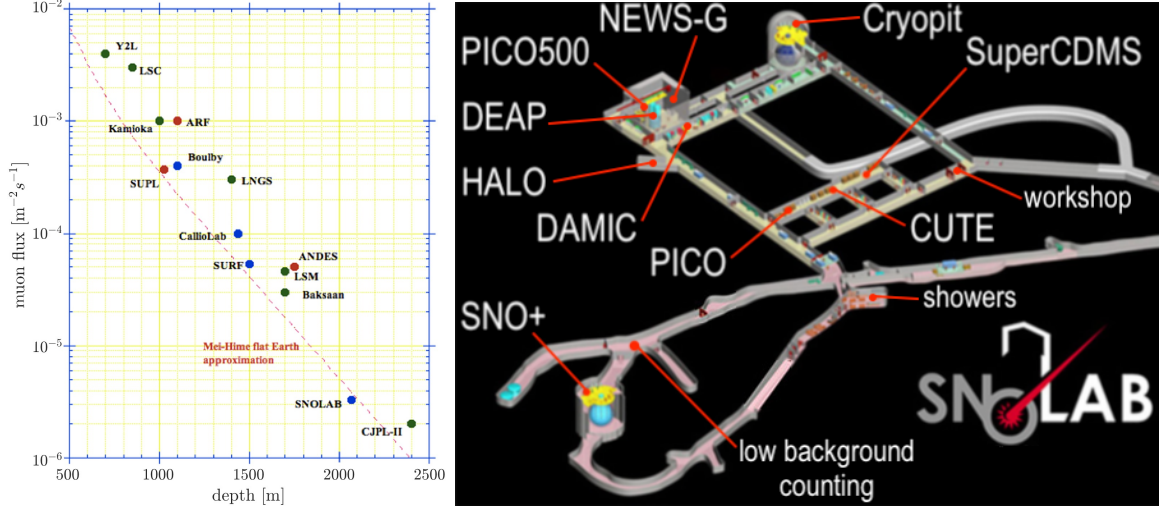 10⁻²
10⁻³
10⁻⁴
10⁻⁵
10⁻⁶
muon flux [m⁻²s⁻¹]
Y2L
LSC
Kamioka
ARF
Boulby
SUPL
LNGS
CallioLab
ANDES
SURF
LSM
Baksaan
Mei-Hime flat Earth
approximation
SNOLAB
CJPL-II
500
1000
1500
2000
2500
depth [m]
NEWS-G
Cryopit
PICO500
SuperCDMS
DEAP
HALO
workshop
DAMIC
CUTE
PICO
showers
SNO+
SNOLAB
low background
counting